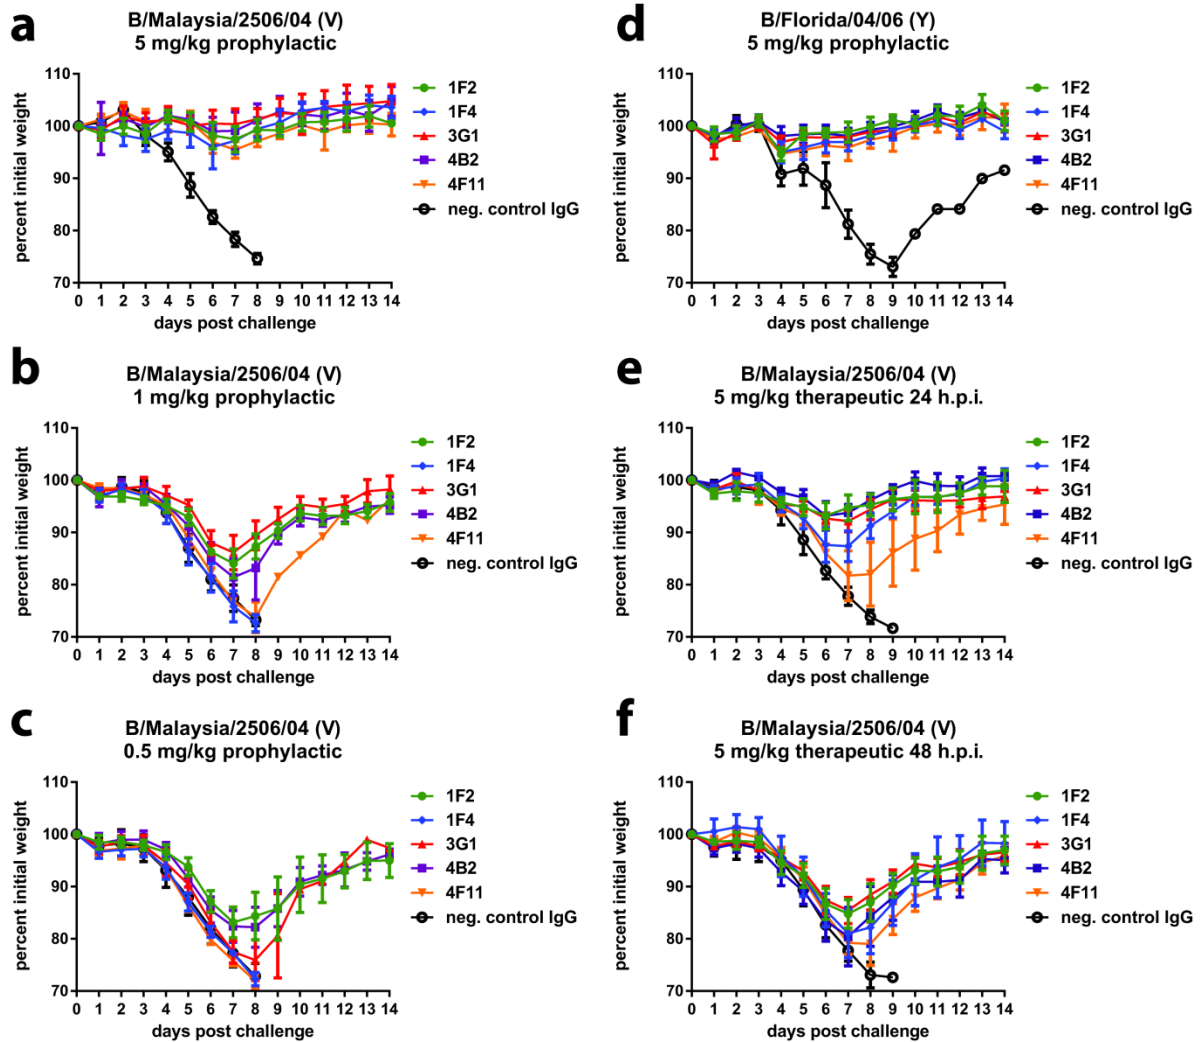 a
B/Malaysia/2506/04 (V)
5 mg/kg prophylactic
percent initial weight
110
100
90
80
70
0 1 2 3 4 5 6 7 8 9 10 11 12 13 14
days post challenge
1F2
1F4
3G1
4B2
4F11
neg. control IgG
b
B/Malaysia/2506/04 (V)
1 mg/kg prophylactic
percent initial weight
110
100
90
80
70
0 1 2 3 4 5 6 7 8 9 10 11 12 13 14
days post challenge
1F2
1F4
3G1
4B2
4F11
neg. control IgG
c
B/Malaysia/2506/04 (V)
0.5 mg/kg prophylactic
percent initial weight
110
100
90
80
70
0 1 2 3 4 5 6 7 8 9 10 11 12 13 14
days post challenge
1F2
1F4
3G1
4B2
4F11
neg. control IgG
d
B/Florida/04/06 (Y)
5 mg/kg prophylactic
percent initial weight
110
100
90
80
70
0 1 2 3 4 5 6 7 8 9 10 11 12 13 14
days post challenge
1F2
1F4
3G1
4B2
4F11
neg. control IgG
e
B/Malaysia/2506/04 (V)
5 mg/kg therapeutic 24 h.p.i.
percent initial weight
110
100
90
80
70
0 1 2 3 4 5 6 7 8 9 10 11 12 13 14
days post challenge
1F2
1F4
3G1
4B2
4F11
neg. control IgG
f
B/Malaysia/2506/04 (V)
5 mg/kg therapeutic 48 h.p.i.
percent initial weight
110
100
90
80
70
0 1 2 3 4 5 6 7 8 9 10 11 12 13 14
days post challenge
1F2
1F4
3G1
4B2
4F11
neg. control IgG